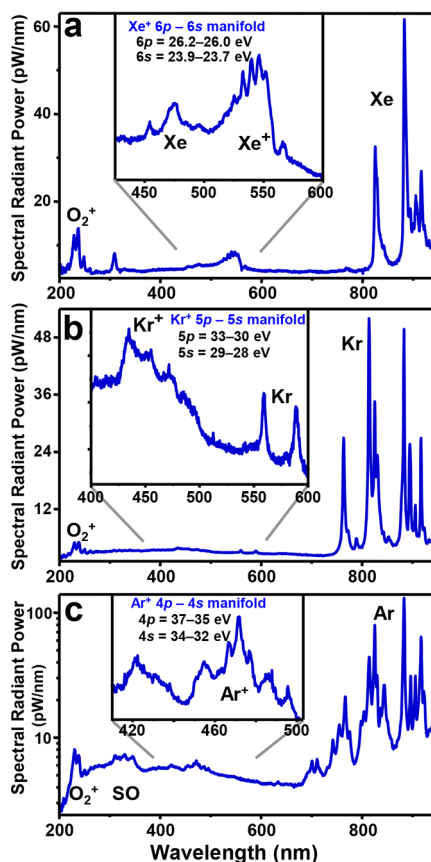 a
Spectral Radiant Power (pW/nm)
60
40
20
Xe⁺ 6p – 6s manifold
6p = 26.2–26.0 eV
6s = 23.9–23.7 eV
Xe
Xe⁺
450 500 550 600
O₂⁺
Xe
200 400 600 800
b
Spectral Radiant Power (pW/nm)
48
36
24
12
Kr⁺
Kr⁺ 5p – 5s manifold
5p = 33–30 eV
5s = 29–28 eV
Kr
400 450 500 550 600
O₂⁺
Kr
200 400 600 800
c
Spectral Radiant Power
(pW/nm)
100
10
Ar⁺ 4p – 4s manifold
4p = 37–35 eV
4s = 34–32 eV
Ar⁺
420 460 500
Ar
O₂⁺ SO
200 400 600 800
Wavelength (nm)